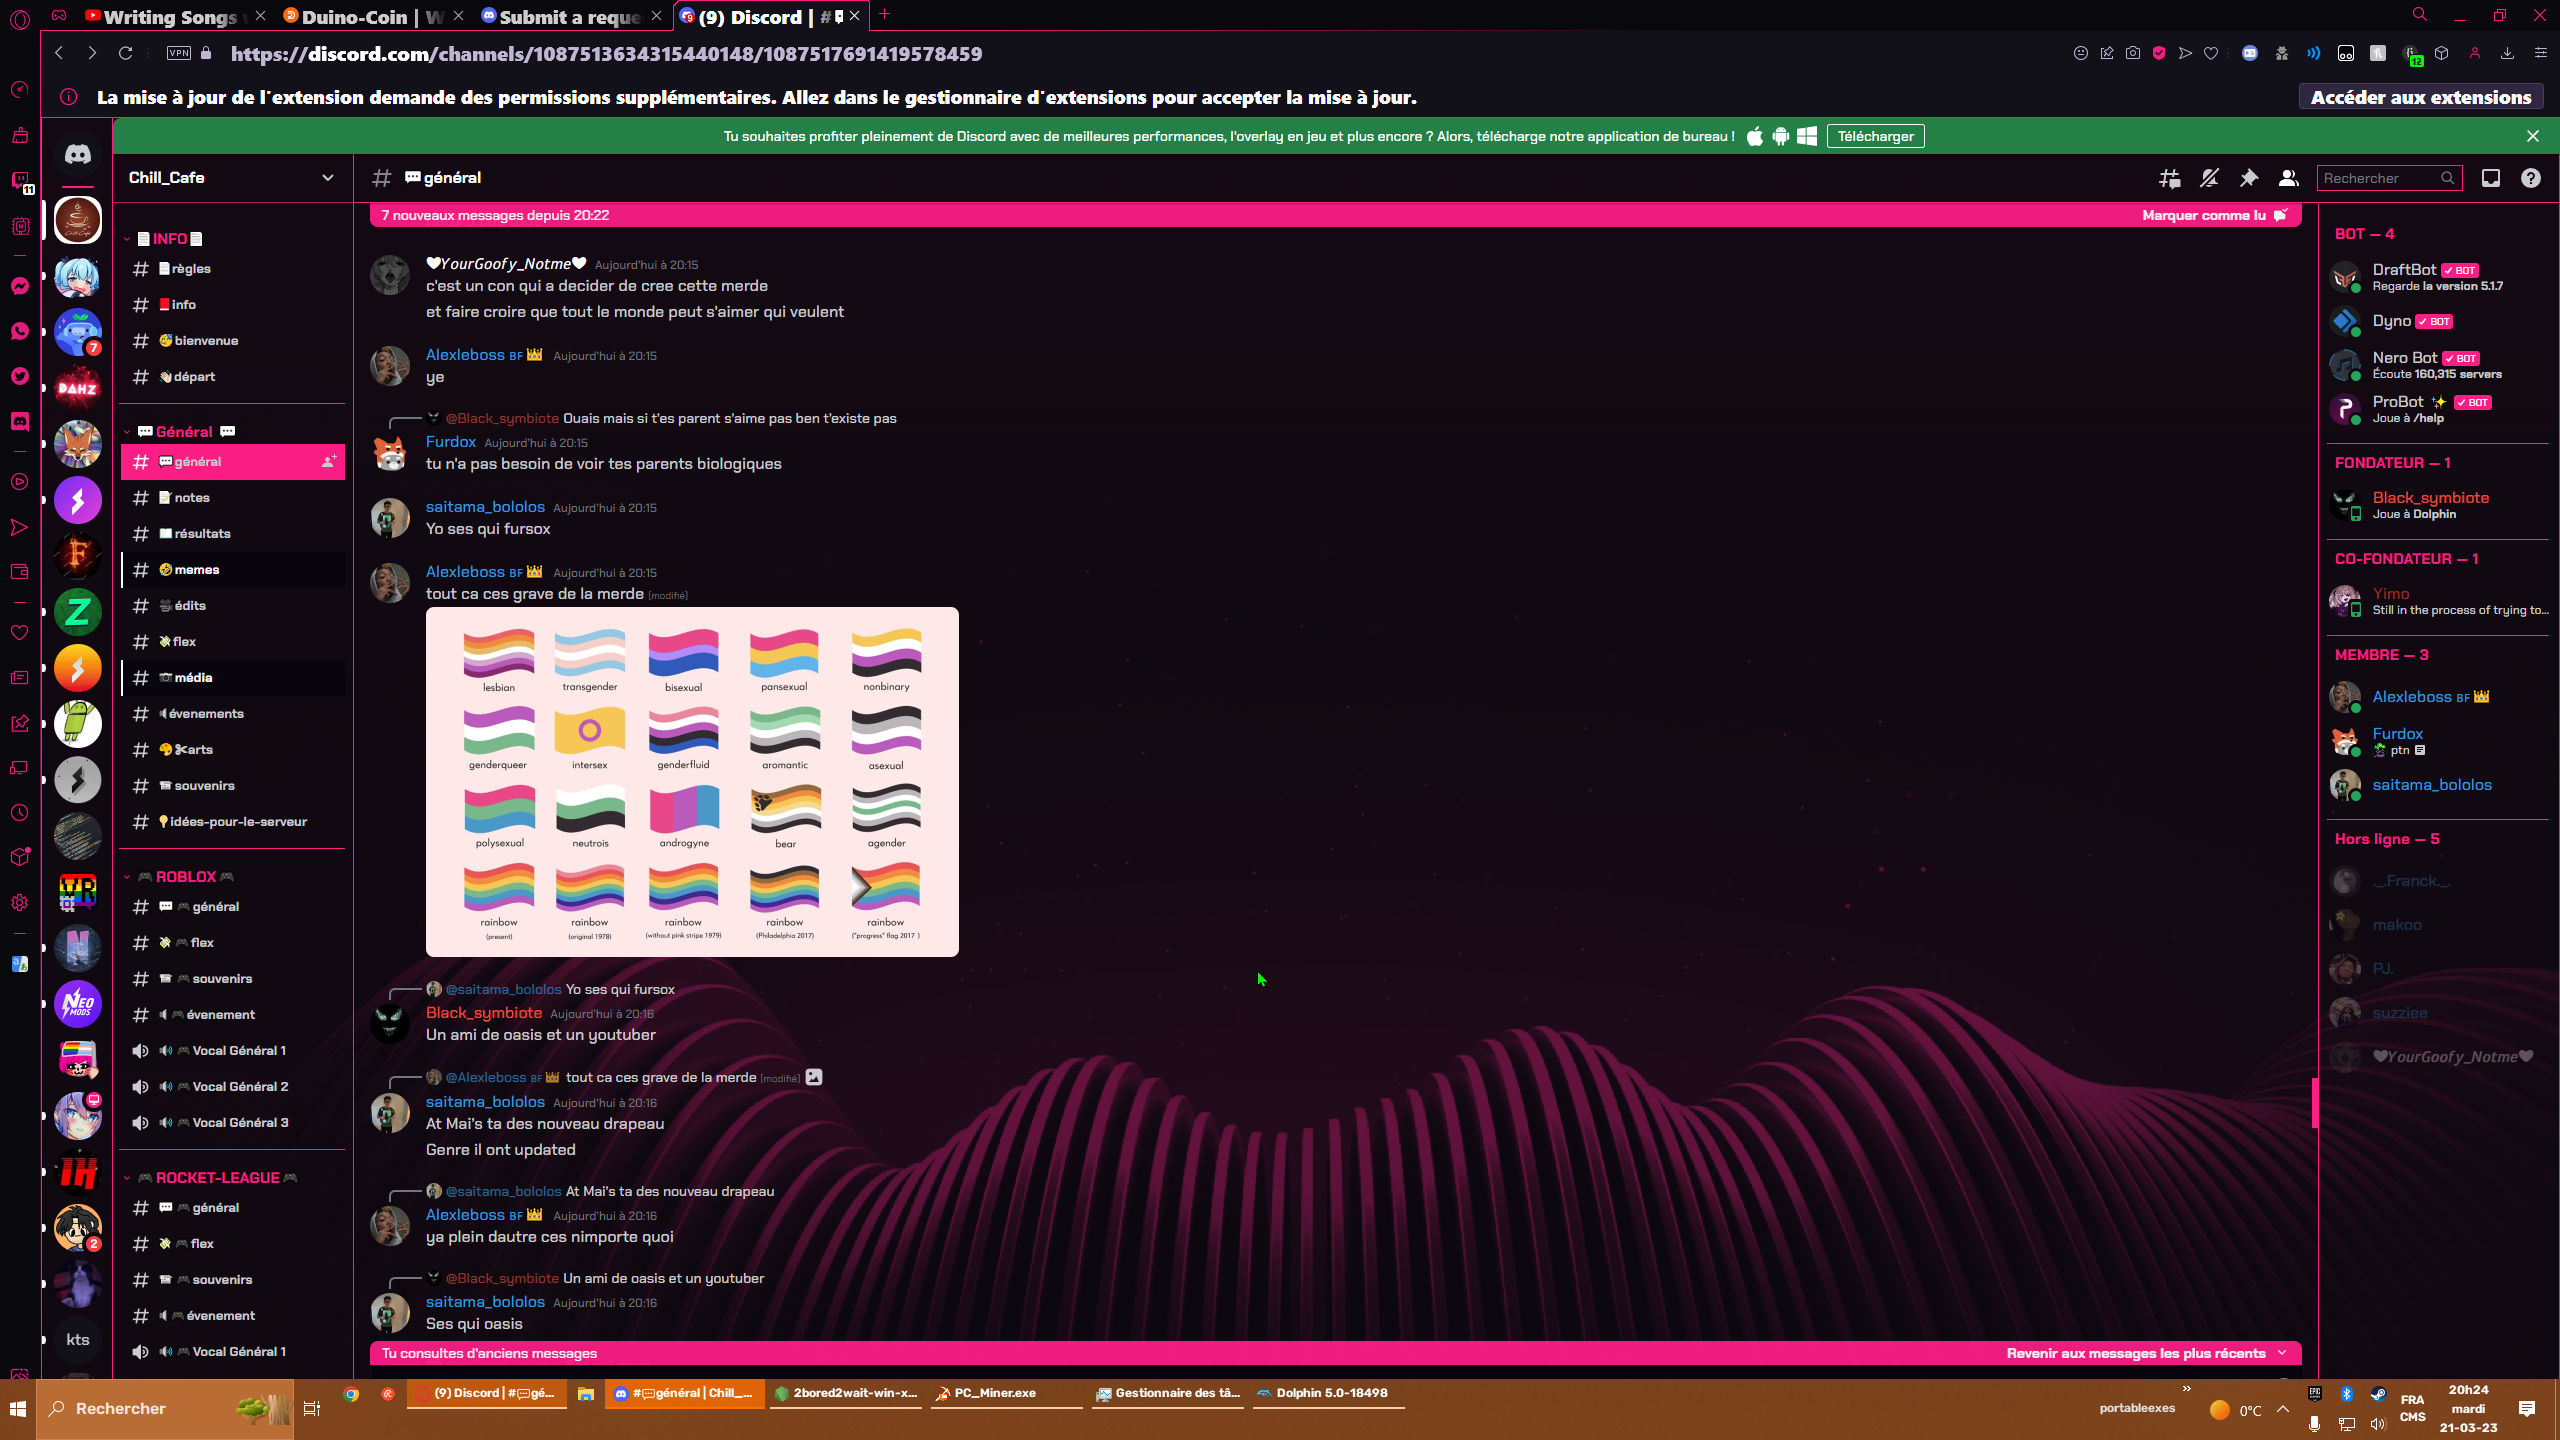 Writing Songs
Duino-Coin | W
Submit a reque
(9) Discord | #
VPN
https://discord.com/channels/1087513634315440148/1087517691419578459
12
La mise à jour de l'extension demande des permissions supplémentaires. Allez dans le gestionnaire d'extensions pour accepter la mise à jour.
Accéder aux extensions
Tu souhaites profiter pleinement de Discord avec de meilleures performances, l'overlay en jeu et plus encore ? Alors, télécharge notre application de bureau !
Télécharger
11
7
DAHZ
F
Z
NEO
MODS
2
kts
Chill_Cafe
INFO
règles
info
bienvenue
départ
Général
général
notes
résultats
memes
édits
flex
média
évenements
arts
souvenirs
idées-pour-le-serveur
ROBLOX
général
flex
souvenirs
évenement
Vocal Général 1
Vocal Général 2
Vocal Général 3
ROCKET-LEAGUE
général
flex
souvenirs
évenement
Vocal Général 1
général
Rechercher
7 nouveaux messages depuis 20:22
Marquer comme lu
YourGoofy_Notme Aujourd'hui à 20:15
c'est un con qui a decider de cree cette merde
et faire croire que tout le monde peut s'aimer qui veulent
Alexleboss BF Aujourd'hui à 20:15
ye
@Black_symbiote Ouais mais si t'es parent s'aime pas ben t'existe pas
Furdox Aujourd'hui à 20:15
tu n'a pas besoin de voir tes parents biologiques
saitama_bololos Aujourd'hui à 20:15
Yo ses qui fursox
Alexleboss BF Aujourd'hui à 20:15
tout ca ces grave de la merde (modifié)
lesbian transgender bisexual pansexual nonbinary
genderqueer intersex genderfluid aromantic asexual
polysexual neutrois androgyne bear agender
rainbow rainbow rainbow rainbow rainbow
(present) (original 1978) (without pink stripe 1979) (Philadelphia 2017) ("progress" flag 2017 )
@saitama_bololos Yo ses qui fursox
Black_symbiote Aujourd'hui à 20:16
Un ami de oasis et un youtuber
@Alexleboss BF tout ca ces grave de la merde (modifié)
saitama_bololos Aujourd'hui à 20:16
At Mai's ta des nouveau drapeau
Genre il ont updated
@saitama_bololos At Mai's ta des nouveau drapeau
Alexleboss BF Aujourd'hui à 20:16
ya plein dautre ces nimporte quoi
@Black_symbiote Un ami de oasis et un youtuber
saitama_bololos Aujourd'hui à 20:16
Ses qui oasis
Tu consultes d'anciens messages
Revenir aux messages les plus récents
BOT — 4
DraftBot BOT
Regarde la version 5.1.7
Dyno BOT
Nero Bot BOT
Écoute 160,315 servers
ProBot BOT
Joue à /help
FONDATEUR — 1
Black_symbiote
Joue à Dolphin
CO-FONDATEUR — 1
Yimo
Still in the process of trying to...
MEMBRE — 3
Alexleboss BF
Furdox
ptn
saitama_bololos
Hors ligne — 5
._.Franck._.
makoo
PJ.
suzziee
YourGoofy_Notme
Rechercher
(9) Discord | #gé...
#général | Chill_...
2bored2wait-win-x...
PC_Miner.exe
Gestionnaire des tâ...
Dolphin 5.0-18498
portableexes
0°C
FRA
CMS
20h24
mardi
21-03-23